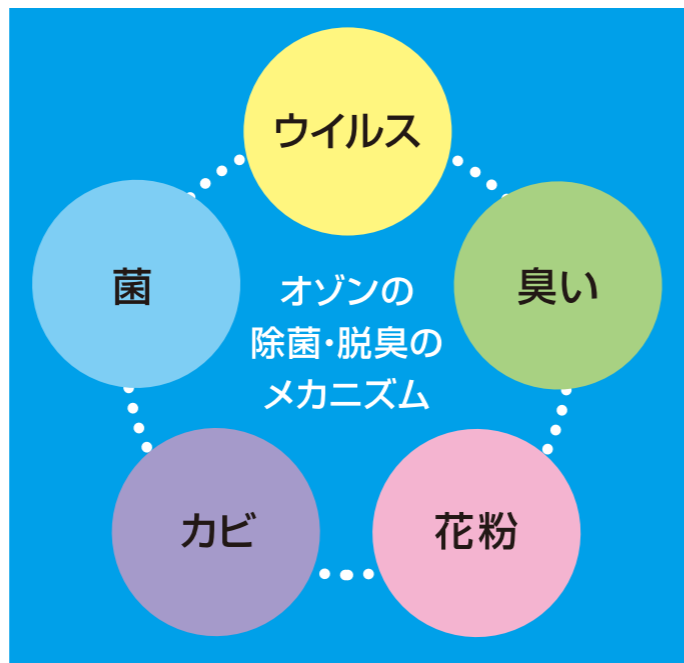 ウイルス
菌
臭い
オゾンの
除菌・脱臭の
メカニズム
カビ
花粉